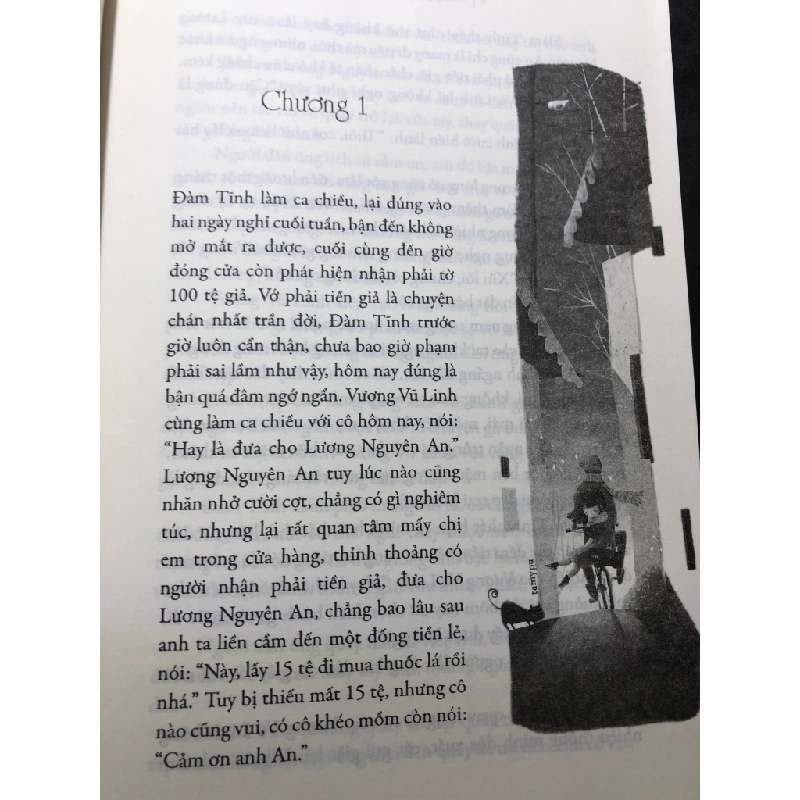 Chương 1
Đàm Tĩnh làm ca chiều, lại đúng vào
hai ngày nghỉ cuối tuần, bận đến không
mở mắt ra được, cuối cùng đến giờ
đóng cửa còn phát hiện nhận phải tờ
100 tệ giả. Vớ phải tiền giả là chuyện
chán nhất trần đời, Đàm Tĩnh trước
giờ luôn cẩn thận, chưa bao giờ phạm
phải sai lầm như vậy, hôm nay đúng là
bận quá đâm ngớ ngẩn. Vương Vũ Linh
cùng làm ca chiều với cô hôm nay, nói:
“Hay là đưa cho Lương Nguyên An.”
Lương Nguyên An tuy lúc nào cũng
nhăn nhở cười cợt, chẳng có gì nghiêm
túc, nhưng lại rất quan tâm mấy chị
em trong cửa hàng, thỉnh thoảng có
người nhận phải tiền giả, đưa cho
Lương Nguyên An, chẳng bao lâu sau
anh ta liền cầm đến một đống tiền lẻ,
nói: “Này, lấy 15 tệ đi mua thuốc lá rồi
nhá.” Tuy bị thiếu mất 15 tệ, nhưng cô
nào cũng vui, có cô khéo mồm còn nói:
“Cảm ơn anh An.”
tamypu